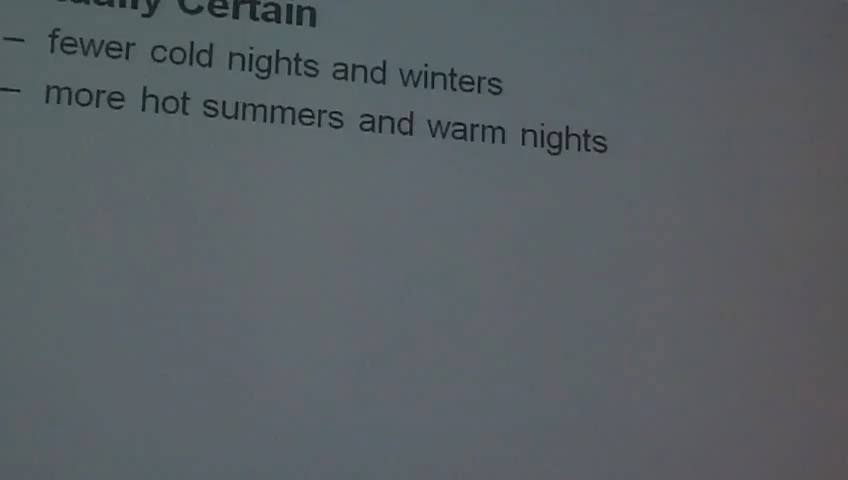 Certain
– fewer cold nights and winters
– more hot summers and warm nights